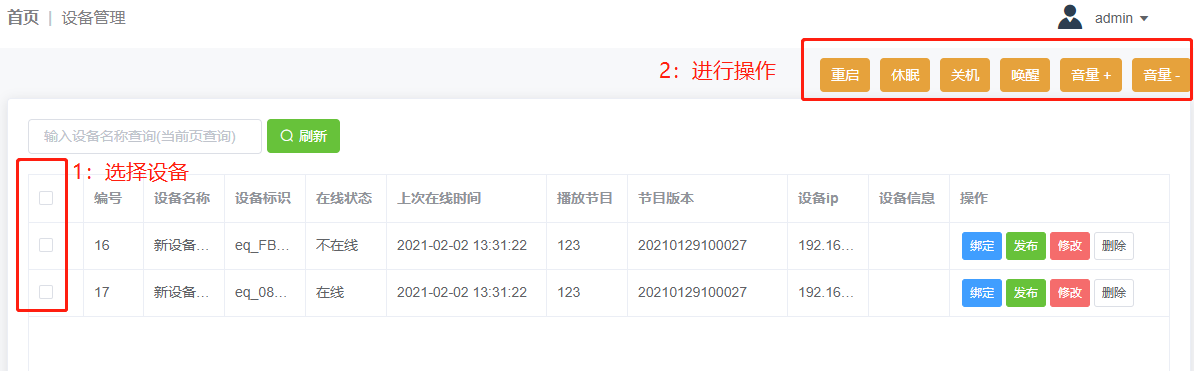 首页 | 设备管理
admin
2：进行操作
重启 休眠 关机 唤醒 音量 + 音量 -
输入设备名称查询(当前页查询) 刷新
1：选择设备
编号 设备名称 设备标识 在线状态 上次在线时间 播放节目 节目版本 设备ip 设备信息 操作
16 新设备... eq_FB... 不在线 2021-02-02 13:31:22 123 20210129100027 192.16... 绑定 发布 修改 删除
17 新设备... eq_08... 在线 2021-02-02 13:31:22 123 20210129100027 192.16... 绑定 发布 修改 删除